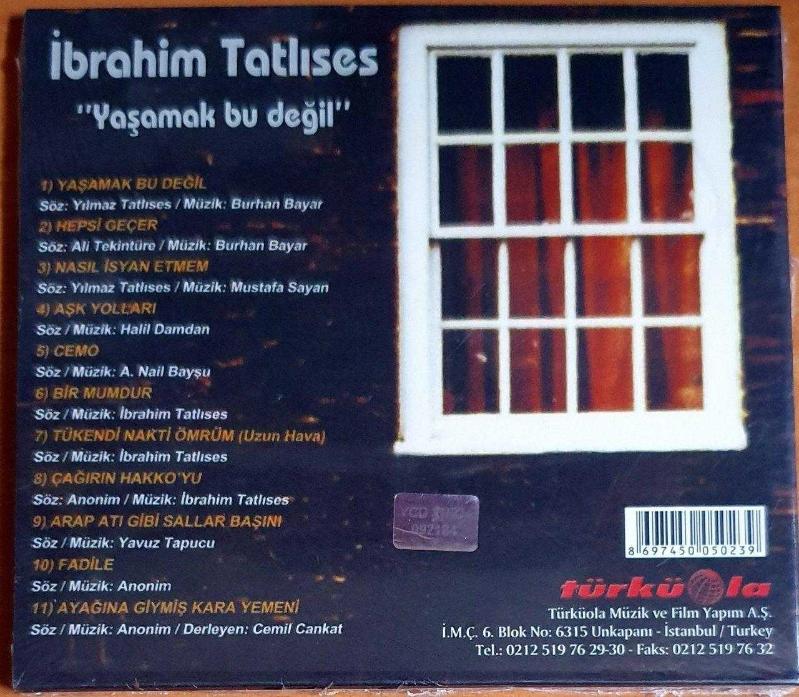 İbrahim Tatlıses
"Yaşamak bu değil"
1) YAŞAMAK BU DEĞİL
Söz: Yılmaz Tatlıses / Müzik: Burhan Bayar
2) HEPSİ GEÇER
Söz: Ali Tekintüre / Müzik: Burhan Bayar
3) NASIL İSYAN ETMEM
Söz: Yılmaz Tatlıses / Müzik: Mustafa Sayan
4) AŞK YOLLARI
Söz / Müzik: Halil Damdan
5) CEMO
Söz / Müzik: A. Nail Bayşu
6) BİR MUMDUR
Söz / Müzik: İbrahim Tatlıses
7) TÜKENDİ NAKTİ ÖMRÜM (Uzun Hava)
Söz / Müzik: İbrahim Tatlıses
8) ÇAĞIRIN HAKKO'YU
Söz: Anonim / Müzik: İbrahim Tatlıses
9) ARAP ATI GİBİ SALLAR BAŞINI
Söz / Müzik: Yavuz Tapucu
10) FADİLE
Söz / Müzik: Anonim
11) AYAĞINA GİYMİŞ KARA YEMENİ
Söz / Müzik: Anonim / Derleyen: Cemil Cankat
8 697450 050239
türküola
Türküola Müzik ve Film Yapım A.Ş.
İ.M.Ç. 6. Blok No: 6315 Unkapanı - İstanbul / Turkey
Tel.: 0212 519 76 29-30 - Faks: 0212 519 76 32